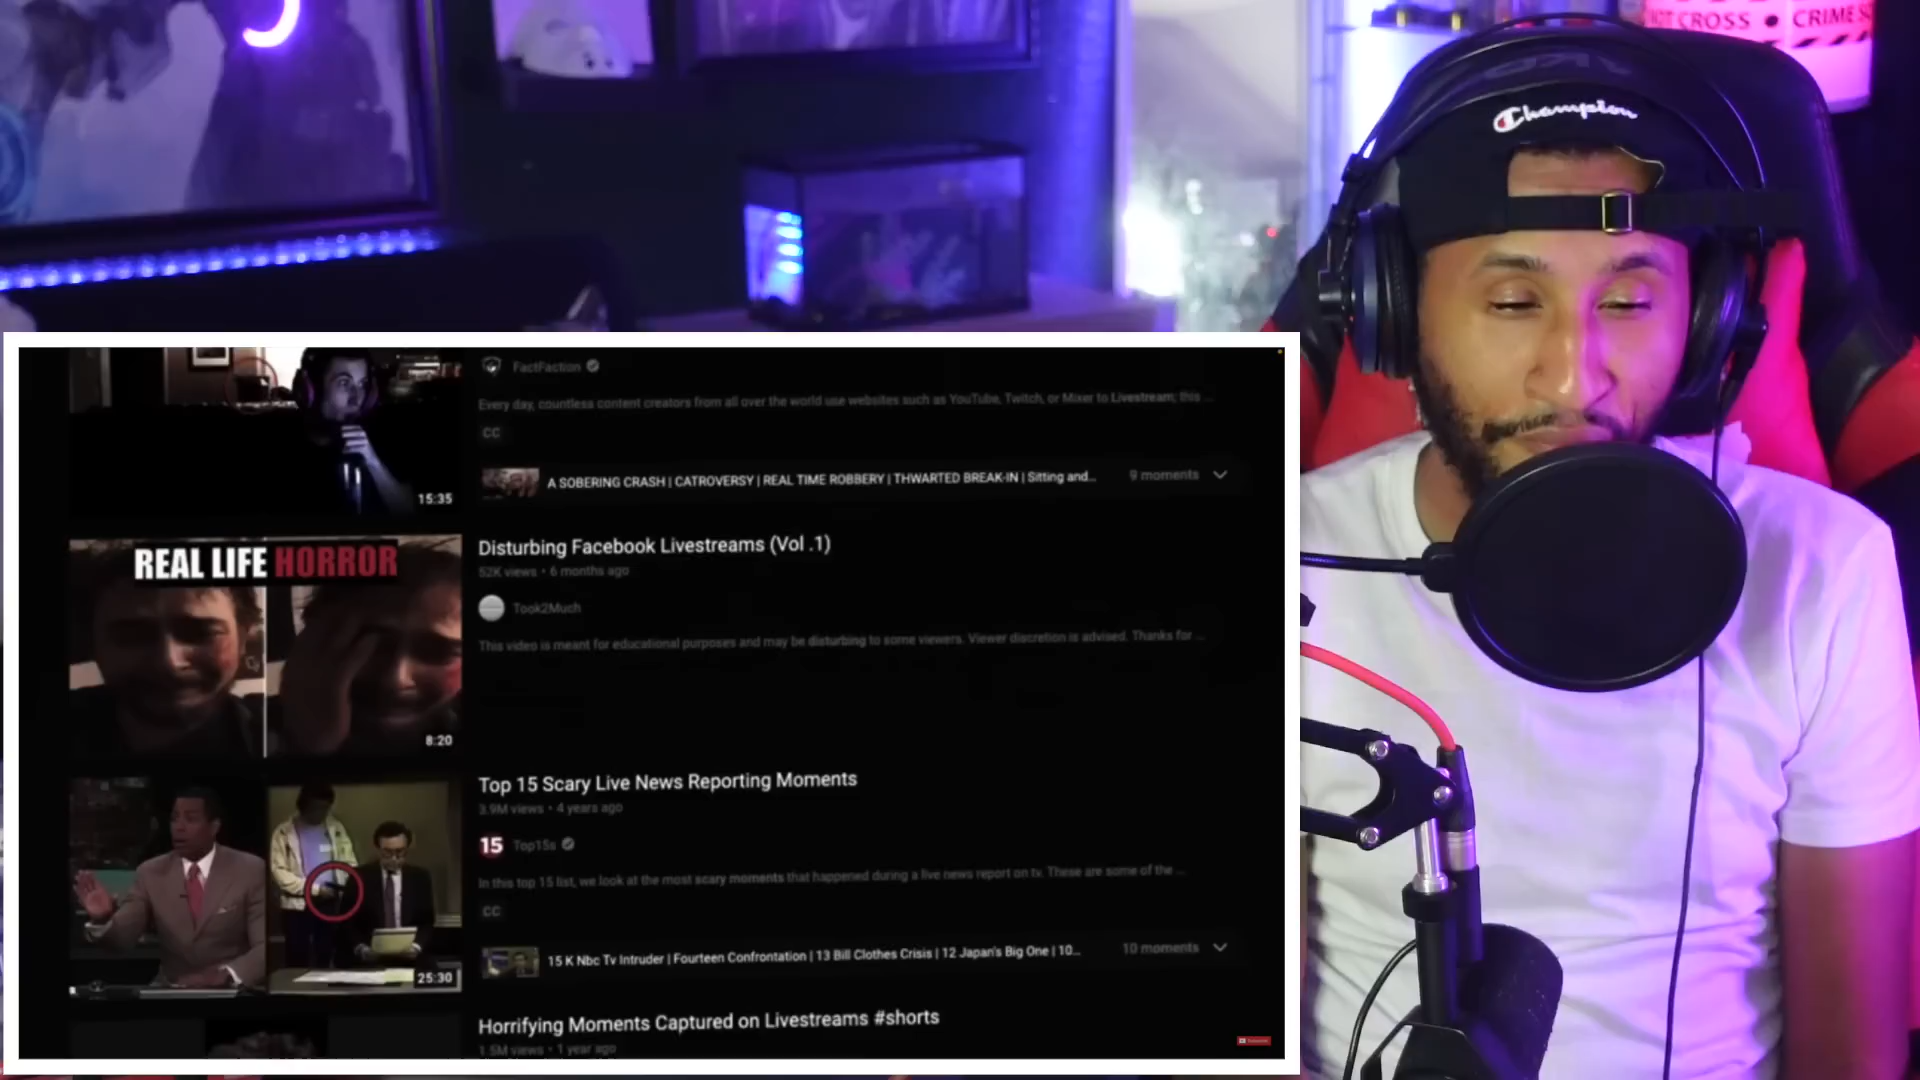 NOT CROSS ● CRIME SC
Champion
FactFaction
Every day, countless content creators from all over the world use websites such as YouTube, Twitch, or Mixer to Livestream; this ...
CC
A SOBERING CRASH | CATROVERSY | REAL TIME ROBBERY | THWARTED BREAK-IN | Sitting and...
9 moments
15:35
REAL LIFE HORROR
8:20
Disturbing Facebook Livestreams (Vol .1)
52K views • 6 months ago
Took2Much
This video is meant for educational purposes and may be disturbing to some viewers. Viewer discretion is advised. Thanks for ...
Top 15 Scary Live News Reporting Moments
3.9M views • 4 years ago
15 Top15s
In this top 15 list, we look at the most scary moments that happened during a live news report on tv. These are some of the ...
CC
15 K Nbc Tv Intruder | Fourteen Confrontation | 13 Bill Clothes Crisis | 12 Japan's Big One | 10...
10 moments
25:30
Horrifying Moments Captured on Livestreams #shorts
1.5M views • 1 year ago